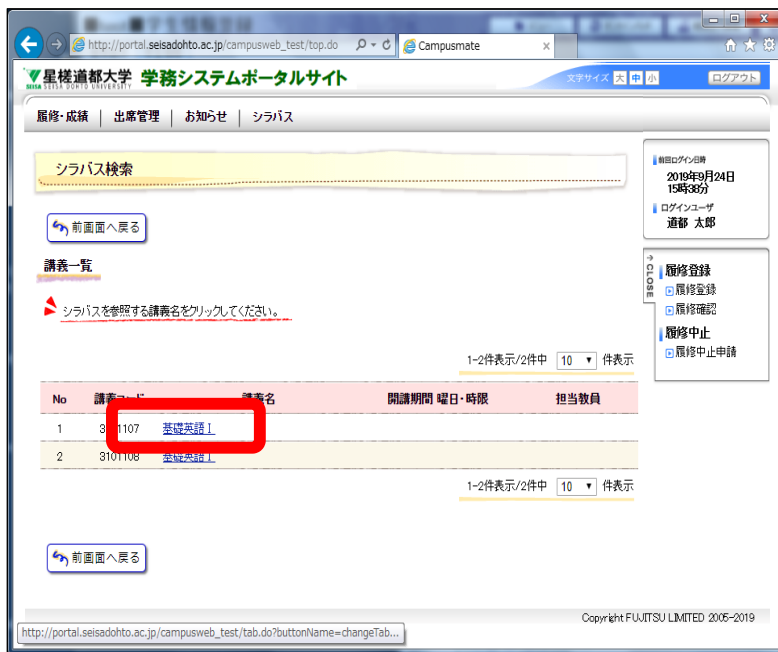 http://portal.seisadohto.ac.jp/campusweb_test/top.do
Campusmate
星槎道都大学 学務システムポータルサイト
SEISA DOHTO UNIVERSITY
文字サイズ 大 中 小
ログアウト
履修・成績 | 出席管理 | お知らせ | シラバス
シラバス検索
前画面へ戻る
講義一覧
シラバスを参照する講義名をクリックしてください。
1-2件表示/2件中 10 件表示
No 講義コード 講義名 開講期間 曜日・時限 担当教員
1 3101107 基礎英語Ⅰ
2 3101108 基礎英語Ⅰ
1-2件表示/2件中 10 件表示
前画面へ戻る
前回ログイン日時
2019年9月24日
15時38分
ログインユーザ
道都 太郎
CLOSE
履修登録
履修登録
履修確認
履修中止
履修中止申請
Copyright FUJITSU LIMITED 2005-2019
http://portal.seisadohto.ac.jp/campusweb_test/tab.do?buttonName=changeTab...